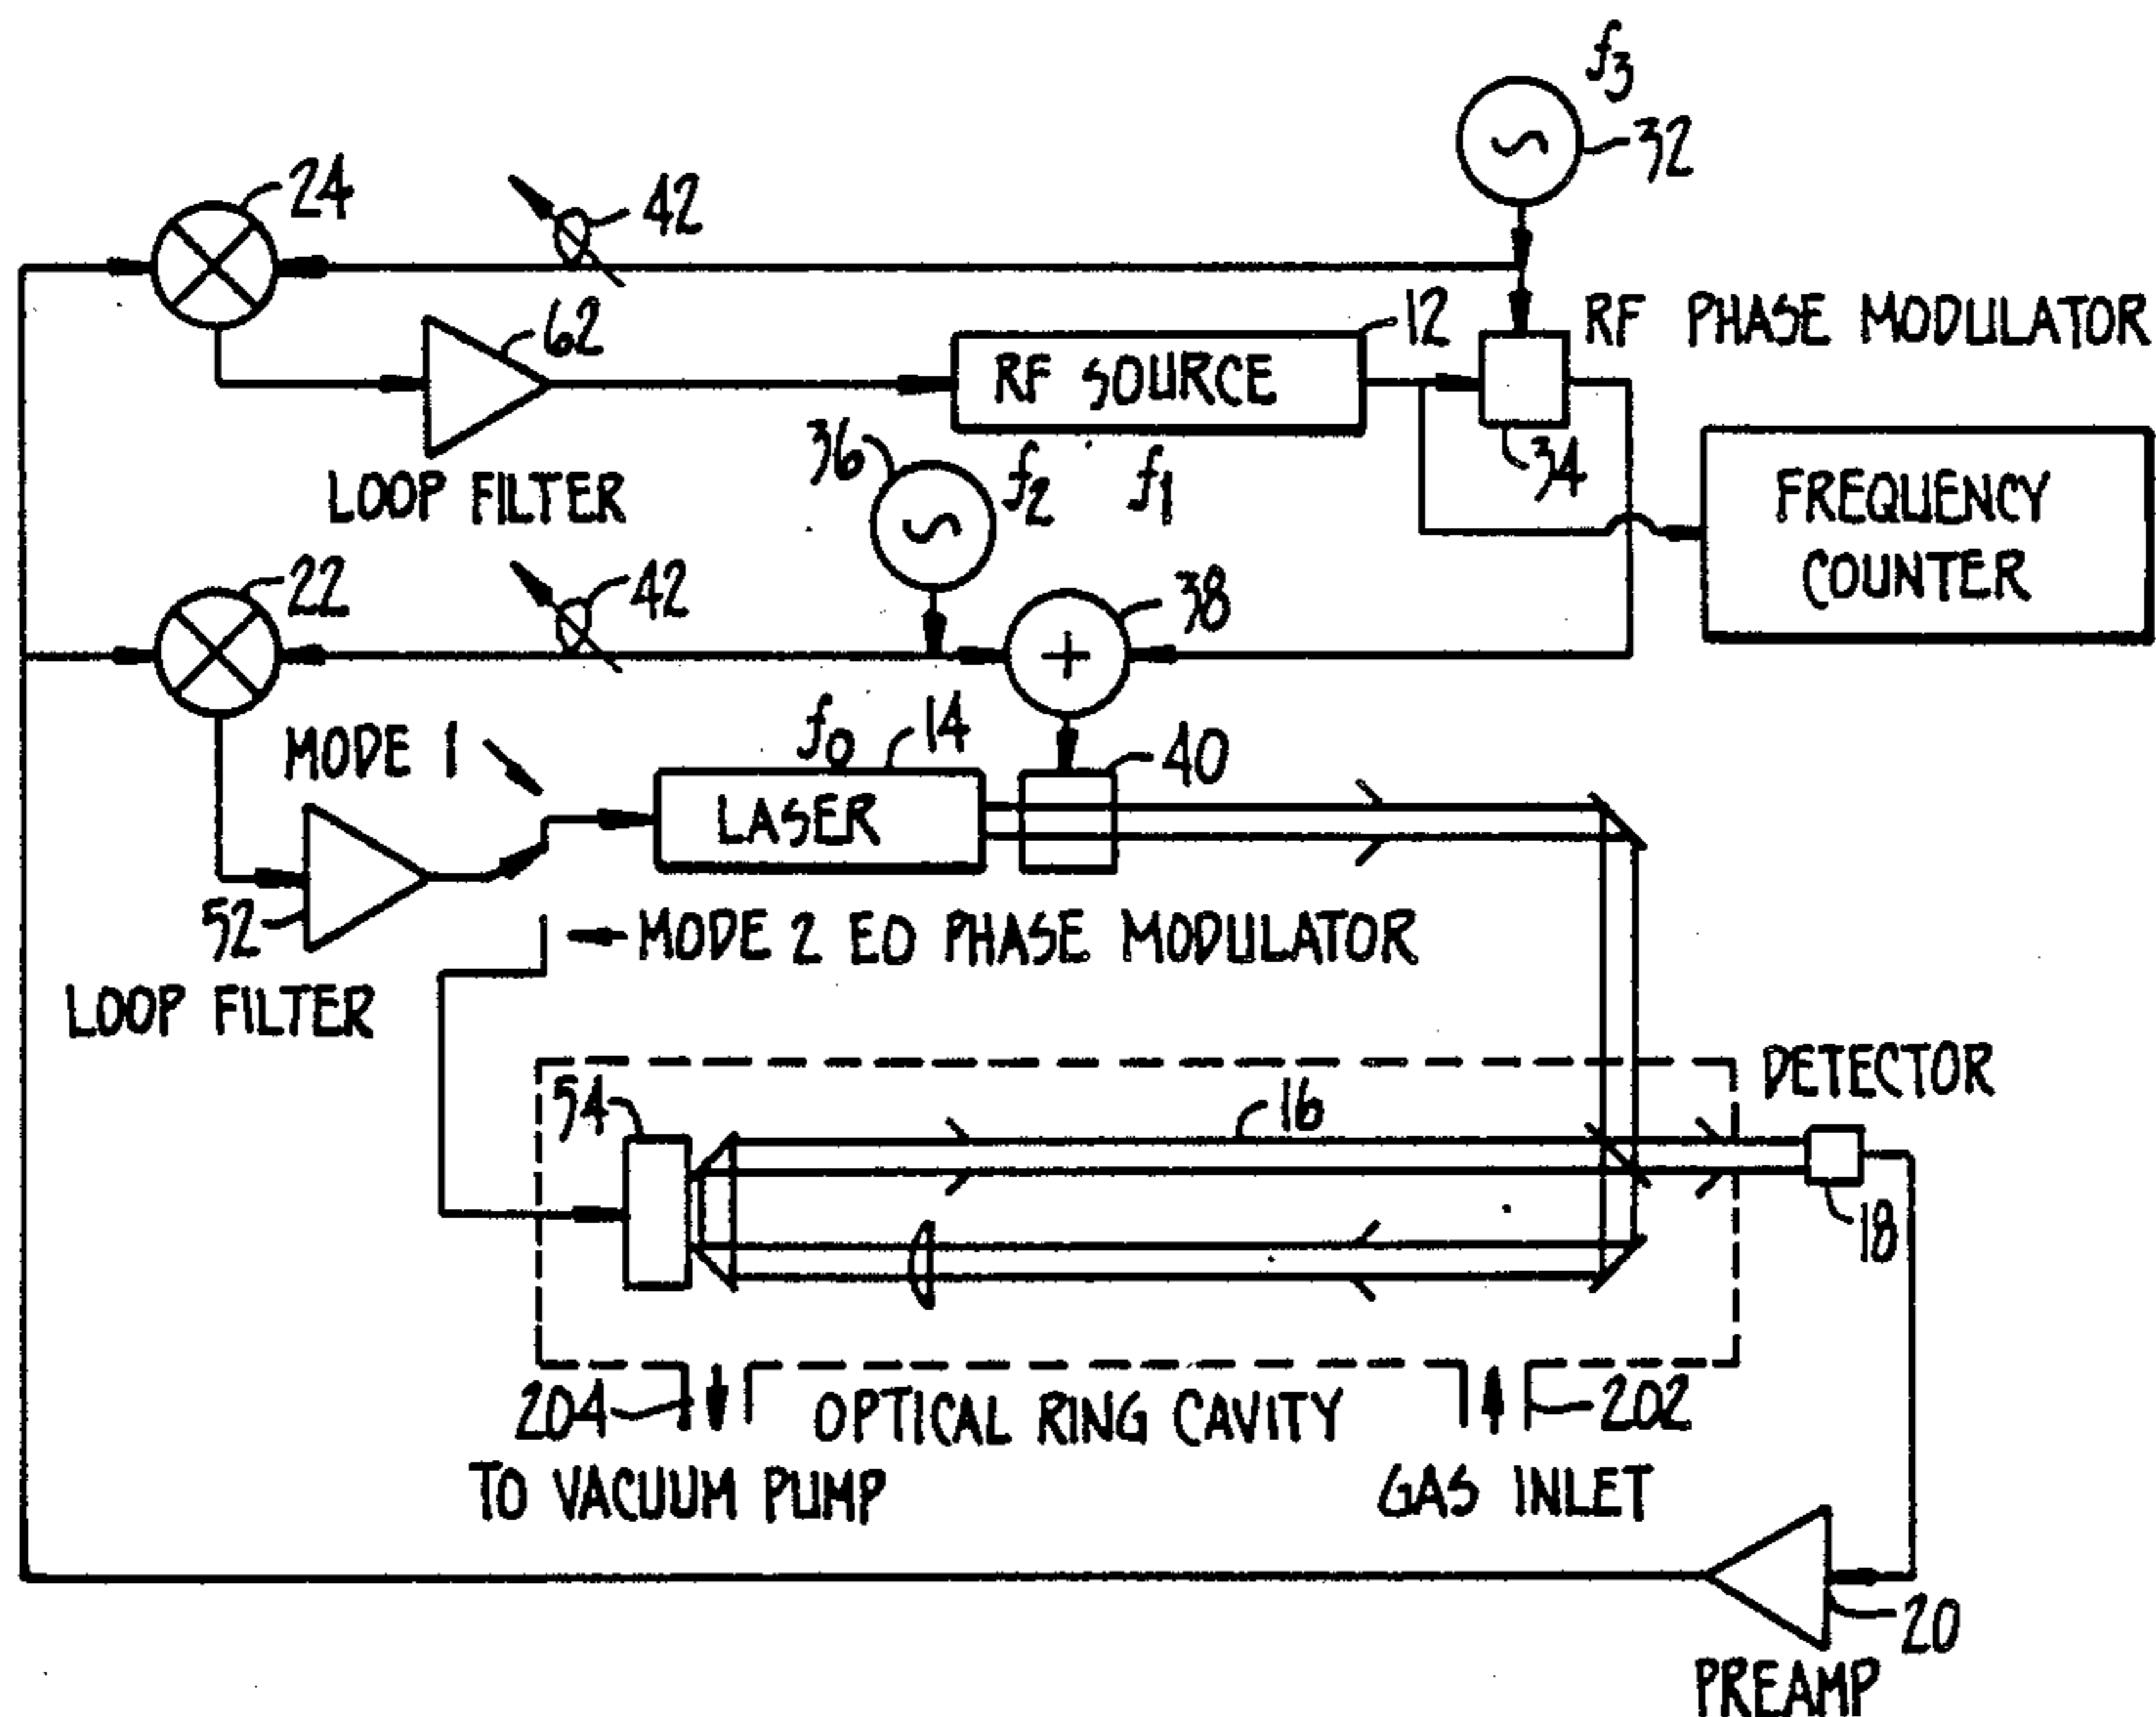 f3
32
24
42
12
RF PHASE MODULATOR
62
RF SOURCE
34
36
f2
f1
LOOP FILTER
FREQUENCY
COUNTER
22
42
38
f0
14
MODE 1
40
LASER
52
MODE 2 EO PHASE MODULATOR
LOOP FILTER
DETECTOR
54
16
18
204
OPTICAL RING CAVITY
202
TO VACUUM PUMP
GAS INLET
20
PREAMP